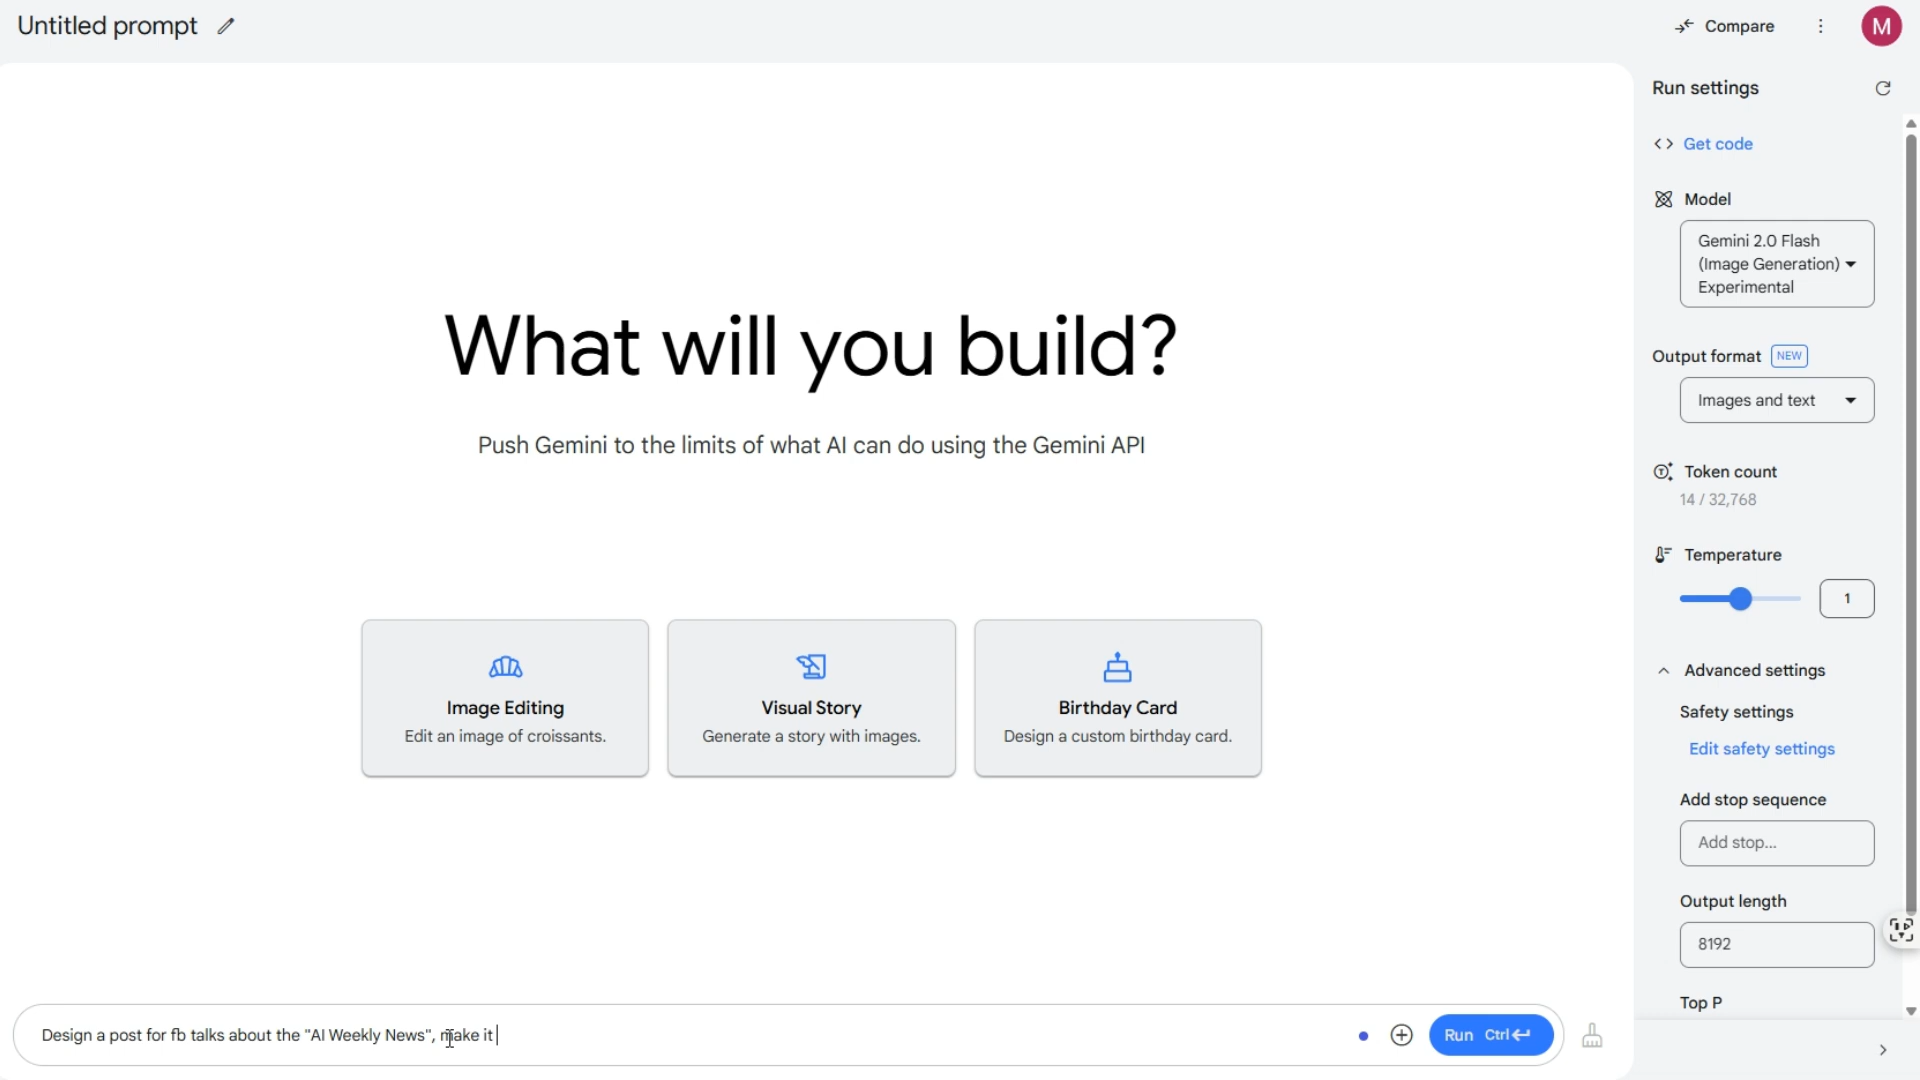 Untitled prompt
Compare
M
Run settings
Get code
Model
Gemini 2.0 Flash
(Image Generation)
Experimental
Output format NEW
Images and text
Token count
14 / 32,768
Temperature
1
Advanced settings
Safety settings
Edit safety settings
Add stop sequence
Add stop...
Output length
8192
Top P
What will you build?
Push Gemini to the limits of what AI can do using the Gemini API
Image Editing
Edit an image of croissants.
Visual Story
Generate a story with images.
Birthday Card
Design a custom birthday card.
Design a post for fb talks about the "AI Weekly News", make it
Run Ctrl